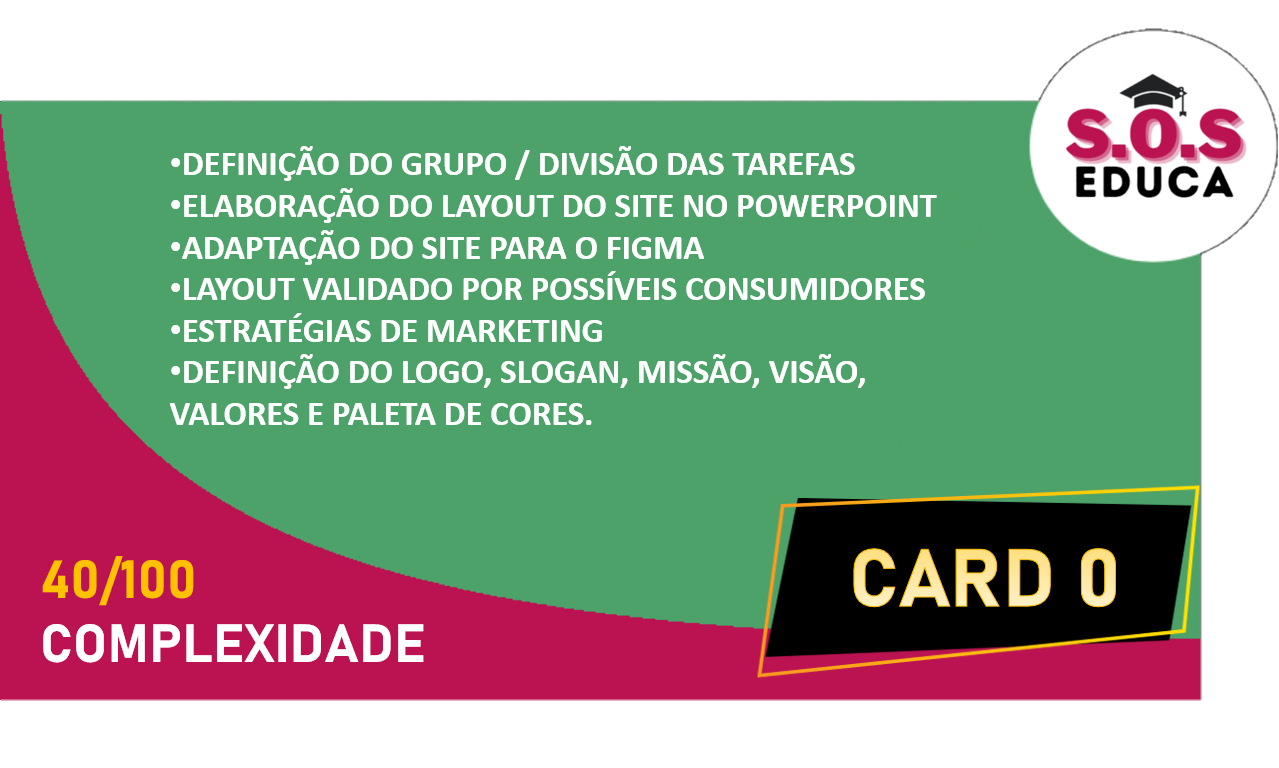 S.O.S
EDUCA
•DEFINIÇÃO DO GRUPO / DIVISÃO DAS TAREFAS
•ELABORAÇÃO DO LAYOUT DO SITE NO POWERPOINT
•ADAPTAÇÃO DO SITE PARA O FIGMA
•LAYOUT VALIDADO POR POSSÍVEIS CONSUMIDORES
•ESTRATÉGIAS DE MARKETING
•DEFINIÇÃO DO LOGO, SLOGAN, MISSÃO, VISÃO,
VALORES E PALETA DE CORES.
40/100
COMPLEXIDADE
CARD 0